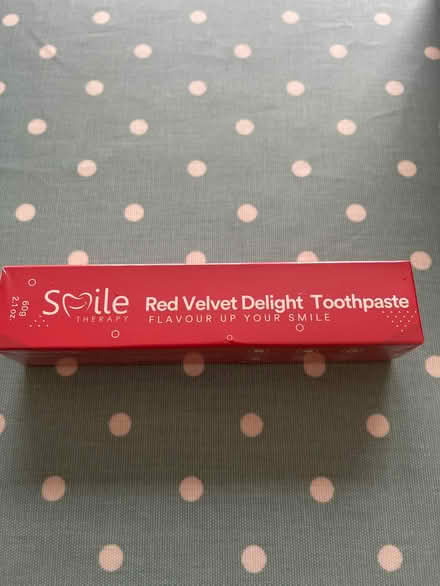 60g
2.1 oz
Smile
THERAPY
Red Velvet Delight Toothpaste
FLAVOUR UP YOUR SMILE